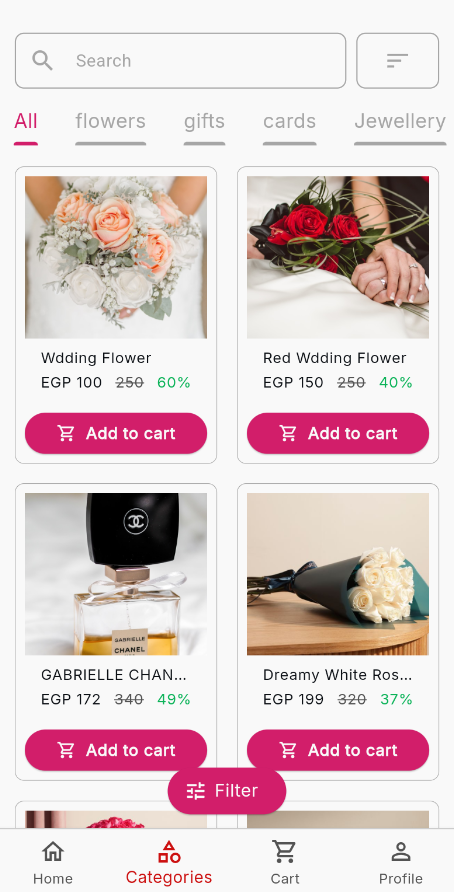 Search
All flowers gifts cards Jewellery
Wdding Flower
EGP 100 250 60%
Add to cart
Red Wdding Flower
EGP 150 250 40%
Add to cart
GABRIELLE
CHANEL
GABRIELLE CHAN...
EGP 172 340 49%
Add to cart
Dreamy White Ros...
EGP 199 320 37%
Add to cart
Filter
Home Categories Cart Profile